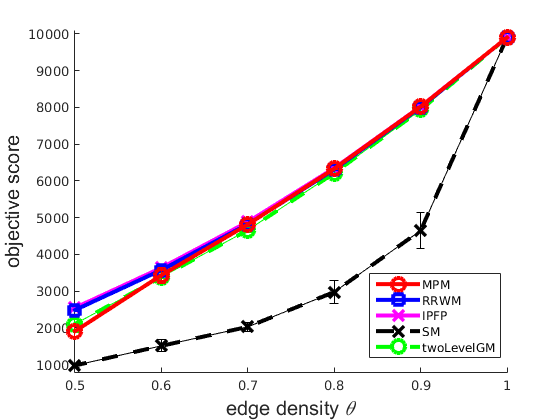 10000
9000
8000
7000
6000
5000
4000
3000
2000
1000
objective score
0.5 0.6 0.7 0.8 0.9 1
edge density θ
MPM
RRWM
IPFP
SM
twoLevelGM